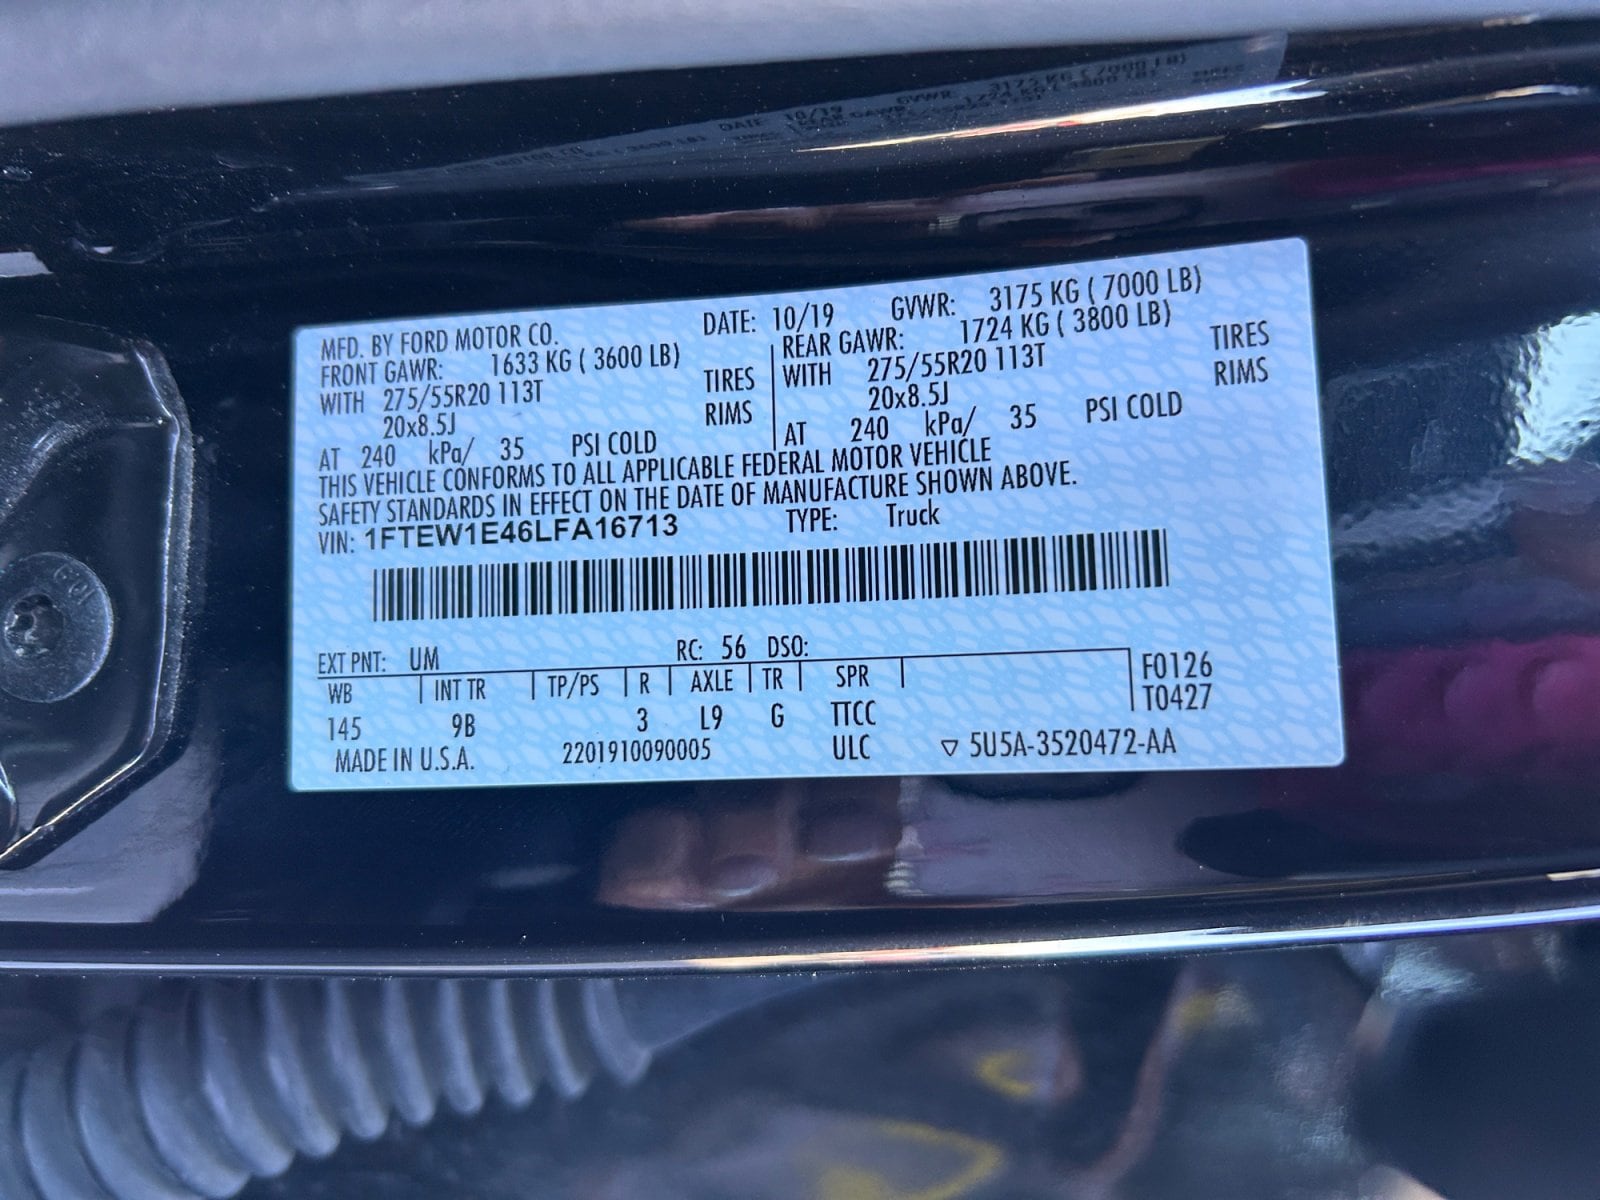 MFD. BY FORD MOTOR CO. DATE: 10/19 GVWR: 3175 KG ( 7000 LB)
FRONT GAWR: 1633 KG ( 3600 LB) REAR GAWR: 1724 KG ( 3800 LB)
WITH 275/55R20 113T TIRES WITH 275/55R20 113T TIRES
20x8.5J RIMS 20x8.5J RIMS
AT 240 kPa/ 35 PSI COLD AT 240 kPa/ 35 PSI COLD
THIS VEHICLE CONFORMS TO ALL APPLICABLE FEDERAL MOTOR VEHICLE
SAFETY STANDARDS IN EFFECT ON THE DATE OF MANUFACTURE SHOWN ABOVE.
VIN: 1FTEW1E46LFA16713 TYPE: Truck
EXT PNT: UM RC: 56 DSO:
WB INT TR TP/PS R AXLE TR SPR F0126
145 9B 3 L9 G TTCC T0427
MADE IN U.S.A. 2201910090005 ULC ▽ 5U5A-3520472-AA